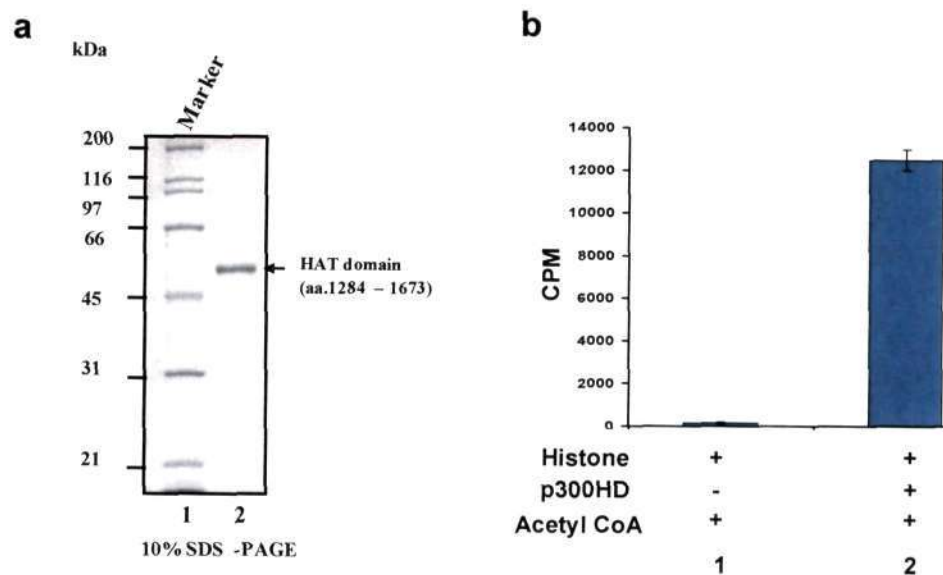 a
kDa
Marker
200
116
97
66
45
31
21
HAT domain
(aa.1284 – 1673)
1 2
10% SDS -PAGE
b
CPM
14000
12000
10000
8000
6000
4000
2000
0
Histone + +
p300HD - +
Acetyl CoA + +
1 2